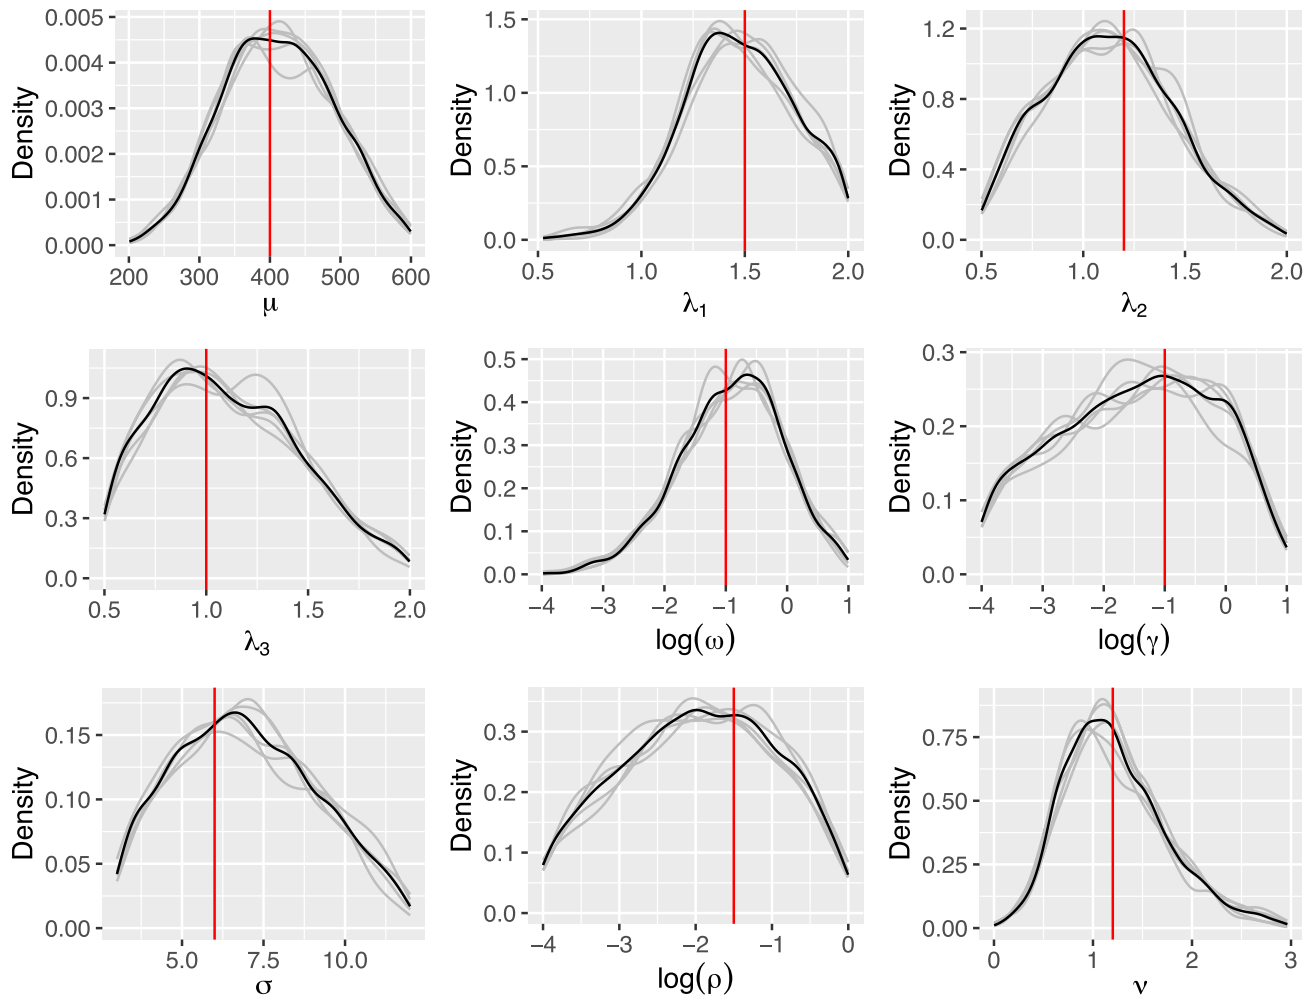 Density
0.005
0.004
0.003
0.002
0.001
0.000
200 300 400 500 600
μ
Density
1.5
1.0
0.5
0.0
0.5 1.0 1.5 2.0
λ1
Density
1.2
0.8
0.4
0.0
0.5 1.0 1.5 2.0
λ2
Density
0.9
0.6
0.3
0.0
0.5 1.0 1.5 2.0
λ3
Density
0.5
0.4
0.3
0.2
0.1
0.0
−4 −3 −2 −1 0 1
log(ω)
Density
0.3
0.2
0.1
0.0
−4 −3 −2 −1 0 1
log(γ)
Density
0.15
0.10
0.05
0.00
5.0 7.5 10.0
σ
Density
0.3
0.2
0.1
0.0
−4 −3 −2 −1 0
log(ρ)
Density
0.75
0.50
0.25
0.00
0 1 2 3
ν